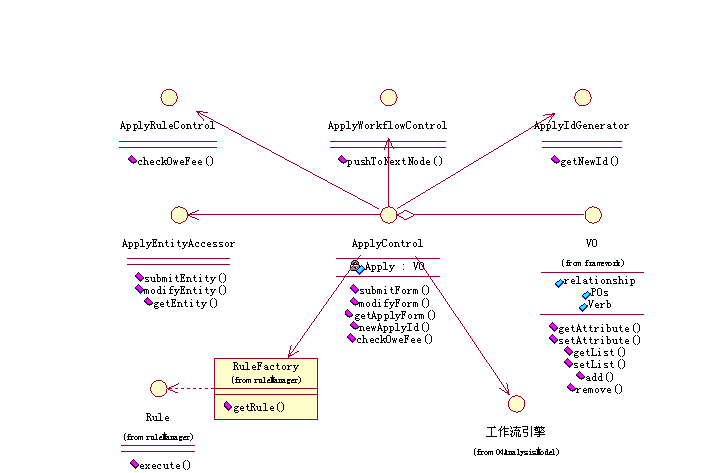 ApplyRuleControl
checkOweFee()
ApplyWorkflowControl
pushToNextNode()
ApplyIdGenerator
getNewId()
ApplyEntityAccessor
submitEntity()
modifyEntity()
getEntity()
ApplyControl
Apply : VO
submitForm()
modifyForm()
getApplyForm()
newApplyId()
checkOweFee()
VO
(from framework)
relationship
POs
Verb
getAttribute()
setAttribute()
getList()
setList()
add()
remove()
RuleFactory
(from ruleManager)
getRule()
Rule
(from ruleManager)
execute()
工作流引擎
(from 04AnalysisModel)